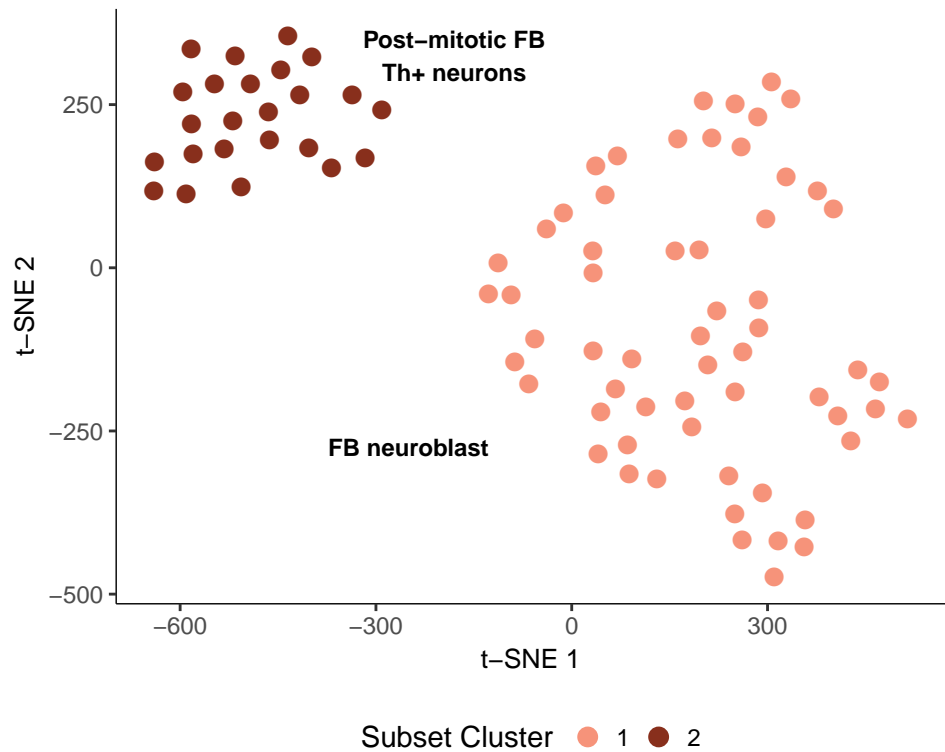 Post−mitotic FB
Th+ neurons
250
0
−250
−500
t−SNE 2
FB neuroblast
−600 −300 0 300
t−SNE 1
Subset Cluster 1 2